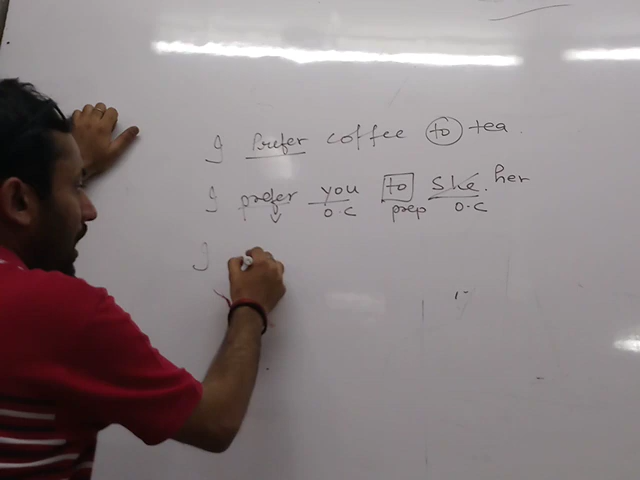 I Prefer coffee to tea.
I prefer you to she. her
V O.C prep O.C
I